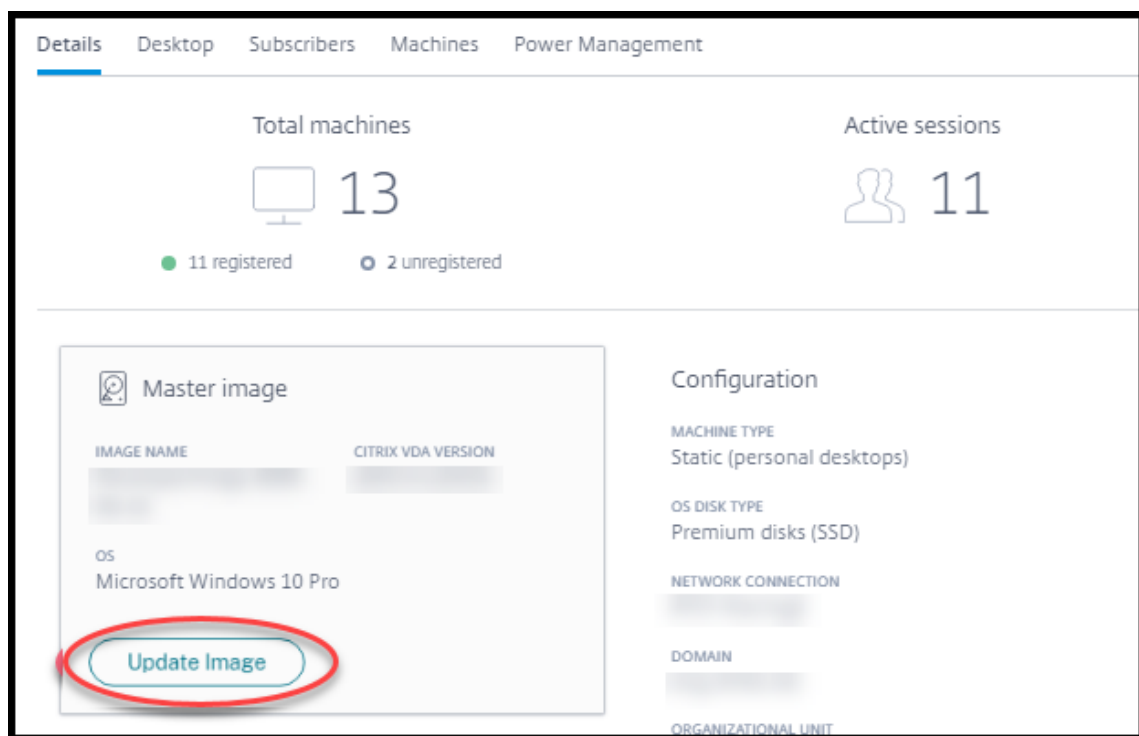 Details Desktop Subscribers Machines Power Management
Total machines
13
11 registered 2 unregistered
Active sessions
11
Master image
IMAGE NAME CITRIX VDA VERSION
OS
Microsoft Windows 10 Pro
Update Image
Configuration
MACHINE TYPE
Static (personal desktops)
OS DISK TYPE
Premium disks (SSD)
NETWORK CONNECTION
DOMAIN
ORGANIZATIONAL UNIT